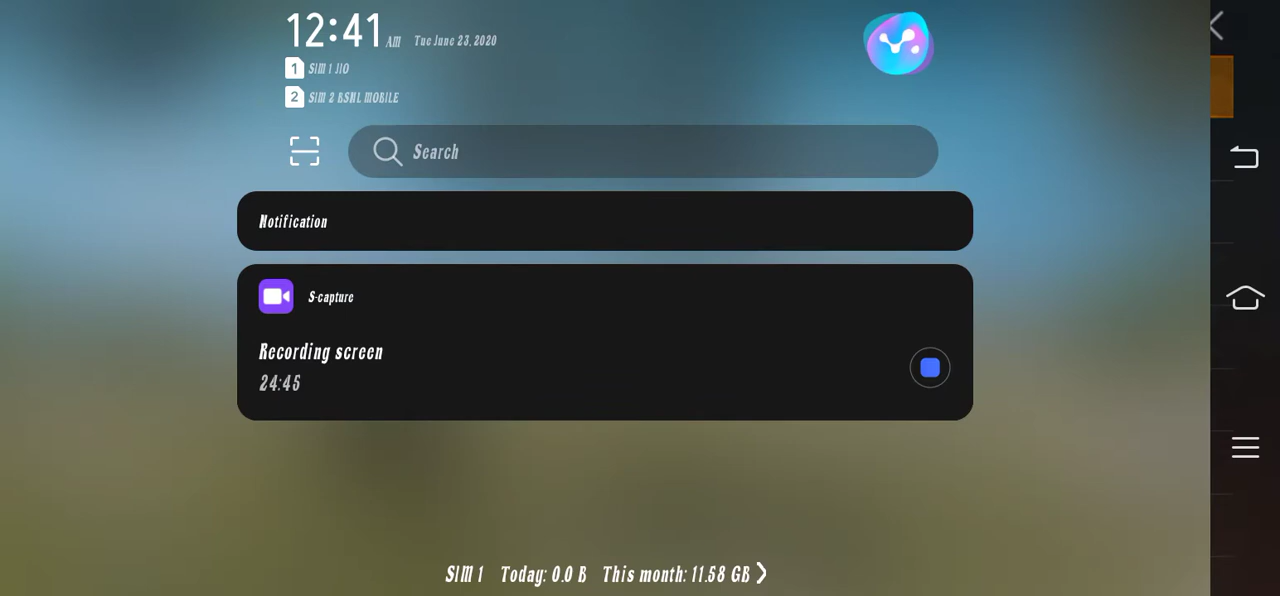 12:41 AM Tue June 23, 2020
1 SIM 1 JIO
2 SIM 2 BSNL MOBILE
Search
Notification
S-capture
Recording screen
24:45
SIM 1 Today: 0.0 B This month: 11.58 GB